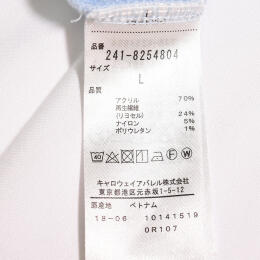 L
品番
241-8254804
サイズ
L
品質
アクリル 70%
再生繊維
(リヨセル) 24%
ナイロン 5%
ポリウレタン 1%
40
P
W
キャロウェイアパレル株式会社
東京都港区元赤坂1-5-12
原産地 ベトナム
18-06 10141519
0R107